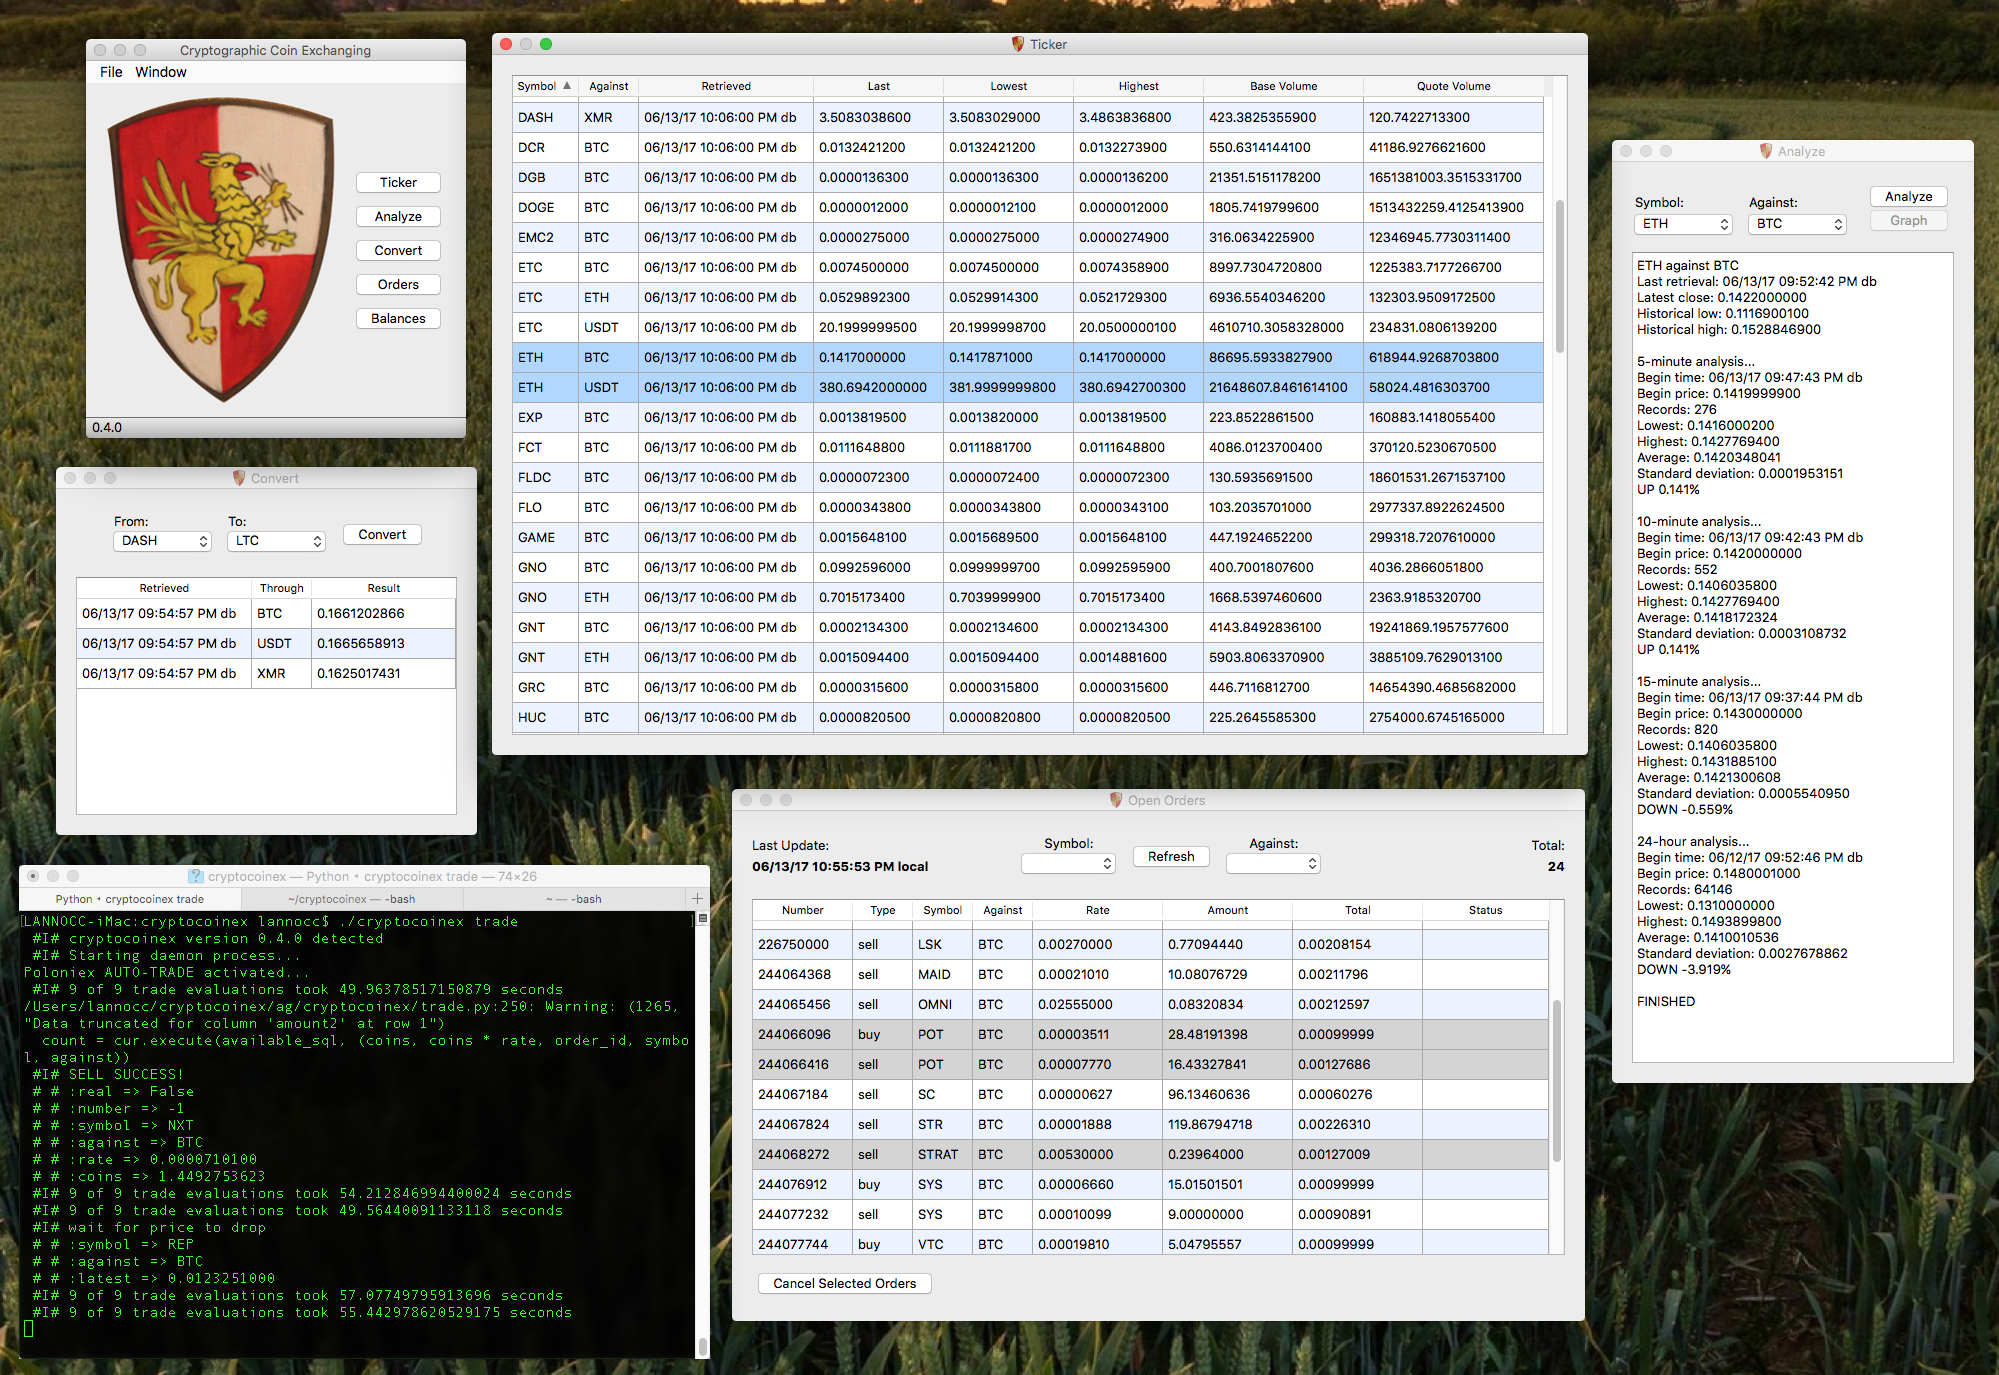 Cryptographic Coin Exchanging
File Window
Ticker
Analyze
Convert
Orders
Balances
0.4.0
Ticker
Symbol Against Retrieved Last Lowest Highest Base Volume Quote Volume
DASH XMR 06/13/17 10:06:00 PM db 3.5083038600 3.5083029000 3.4863836800 423.3825355900 120.7422713300
DCR BTC 06/13/17 10:06:00 PM db 0.0132421200 0.0132421000 0.0132273900 550.6314144100 41186.9276621600
DGB BTC 06/13/17 10:06:00 PM db 0.0000136300 0.0000136300 0.0000136200 21351.5151178200 1651381003.3515331700
DOGE BTC 06/13/17 10:06:00 PM db 0.0000012000 0.0000012100 0.0000012000 1805.7419799600 1513432259.4125413900
EMC2 BTC 06/13/17 10:06:00 PM db 0.0000275000 0.0000275000 0.0000274900 316.0634225900 12346945.7730311400
ETC BTC 06/13/17 10:06:00 PM db 0.0074500000 0.0074500000 0.0074358900 8997.7304720800 1225383.7177266700
ETC ETH 06/13/17 10:06:00 PM db 0.0529892300 0.0529914300 0.0521729300 6936.5540346200 132303.9509172500
ETC USDT 06/13/17 10:06:00 PM db 20.1999999500 20.1999998700 20.0500000100 4610710.3058328000 234831.0806139200
ETH BTC 06/13/17 10:06:00 PM db 0.1417000000 0.1417871000 0.1417000000 86695.5933827900 618944.9268703800
ETH USDT 06/13/17 10:06:00 PM db 380.6942000000 381.9999999800 380.6942700300 21648607.8461614100 58024.4816303700
EXP BTC 06/13/17 10:06:00 PM db 0.0013819500 0.0013820000 0.0013819500 223.8522861500 160883.1418055400
FCT BTC 06/13/17 10:06:00 PM db 0.0111648800 0.0111881700 0.0111648800 4086.0123700400 370120.5230670500
FLDC BTC 06/13/17 10:06:00 PM db 0.0000072300 0.0000072400 0.0000072300 130.5935691500 18601531.2671537100
FLO BTC 06/13/17 10:06:00 PM db 0.0000343800 0.0000343800 0.0000343100 103.2035701000 2977337.8922624500
GAME BTC 06/13/17 10:06:00 PM db 0.0015648100 0.0015689500 0.0015648100 447.1924652200 299318.7207610000
GNO BTC 06/13/17 10:06:00 PM db 0.0992596000 0.0999999700 0.0992595900 400.7001807600 4036.2866051800
GNO ETH 06/13/17 10:06:00 PM db 0.7015173400 0.7039999900 0.7015173400 1668.5397460600 2363.9185320700
GNT BTC 06/13/17 10:06:00 PM db 0.0002134300 0.0002134600 0.0002134300 4143.8492836100 19241869.1957577600
GNT ETH 06/13/17 10:06:00 PM db 0.0015094400 0.0015094400 0.0014881600 5903.8063370900 3885109.7629013100
GRC BTC 06/13/17 10:06:00 PM db 0.0000315600 0.0000315800 0.0000315600 446.7116812700 14654390.4685682000
HUC BTC 06/13/17 10:06:00 PM db 0.0000820500 0.0000820800 0.0000820500 225.2645585300 2754000.6745165000
Analyze
Symbol: Against: Analyze
ETH BTC Graph
ETH against BTC
Last retrieval: 06/13/17 09:52:42 PM db
Latest close: 0.1422000000
Historical low: 0.1116900100
Historical high: 0.1528846900
5-minute analysis...
Begin time: 06/13/17 09:47:43 PM db
Begin price: 0.1419999900
Records: 276
Lowest: 0.1416000200
Highest: 0.1427769400
Average: 0.1420348041
Standard deviation: 0.0001953151
UP 0.141%
10-minute analysis...
Begin time: 06/13/17 09:42:43 PM db
Begin price: 0.1420000000
Records: 552
Lowest: 0.1406035800
Highest: 0.1427769400
Average: 0.1418172324
Standard deviation: 0.0003108732
UP 0.141%
15-minute analysis...
Begin time: 06/13/17 09:37:44 PM db
Begin price: 0.1430000000
Records: 820
Lowest: 0.1406035800
Highest: 0.1431885100
Average: 0.1421300608
Standard deviation: 0.0005540950
DOWN -0.559%
24-hour analysis...
Begin time: 06/12/17 09:52:46 PM db
Begin price: 0.1480001000
Records: 64146
Lowest: 0.1310000000
Highest: 0.1493899800
Average: 0.1410010536
Standard deviation: 0.0027678862
DOWN -3.919%
FINISHED
Convert
From: To:
DASH LTC Convert
Retrieved Through Result
06/13/17 09:54:57 PM db BTC 0.1661202866
06/13/17 09:54:57 PM db USDT 0.1665658913
06/13/17 09:54:57 PM db XMR 0.1625017431
Open Orders
Last Update: Symbol: Against: Total:
06/13/17 10:55:53 PM local Refresh 24
Number Type Symbol Against Rate Amount Total Status
226750000 sell LSK BTC 0.00270000 0.77094440 0.00208154
244064368 sell MAID BTC 0.00021010 10.08076729 0.00211796
244065456 sell OMNI BTC 0.02555000 0.08320834 0.00212597
244066096 buy POT BTC 0.00003511 28.48191398 0.00099999
244066416 sell POT BTC 0.00007770 16.43327841 0.00127686
244067184 sell SC BTC 0.00000627 96.13460636 0.00060276
244067824 sell STR BTC 0.00001888 119.86794718 0.00226310
244068272 sell STRAT BTC 0.00530000 0.23964000 0.00127009
244076912 buy SYS BTC 0.00006660 15.01501501 0.00099999
244077232 sell SYS BTC 0.00010099 9.00000000 0.00090891
244077744 buy VTC BTC 0.00019810 5.04795557 0.00099999
Cancel Selected Orders
cryptocoinex — Python • cryptocoinex trade — 74×26
Python • cryptocoinex trade ~/cryptocoinex — -bash ~ — -bash +
[LANNOCC-iMac:cryptocoinex lannocc$ ./cryptocoinex trade ]
#I# cryptocoinex version 0.4.0 detected
#I# Starting daemon process...
Poloniex AUTO-TRADE activated...
#I# 9 of 9 trade evaluations took 49.96378517150879 seconds
/Users/lannocc/cryptocoinex/ag/cryptocoinex/trade.py:250: Warning: (1265,
"Data truncated for column 'amount2' at row 1")
count = cur.execute(available_sql, (coins, coins * rate, order_id, symbo
l, against))
#I# SELL SUCCESS!
# # :real => False
# # :number => -1
# # :symbol => NXT
# # :against => BTC
# # :rate => 0.0000710100
# # :coins => 1.4492753623
#I# 9 of 9 trade evaluations took 54.212846994400024 seconds
#I# 9 of 9 trade evaluations took 49.56440091133118 seconds
#I# wait for price to drop
# # :symbol => REP
# # :against => BTC
# # :latest => 0.0123251000
#I# 9 of 9 trade evaluations took 57.07749795913696 seconds
#I# 9 of 9 trade evaluations took 55.442978620529175 seconds